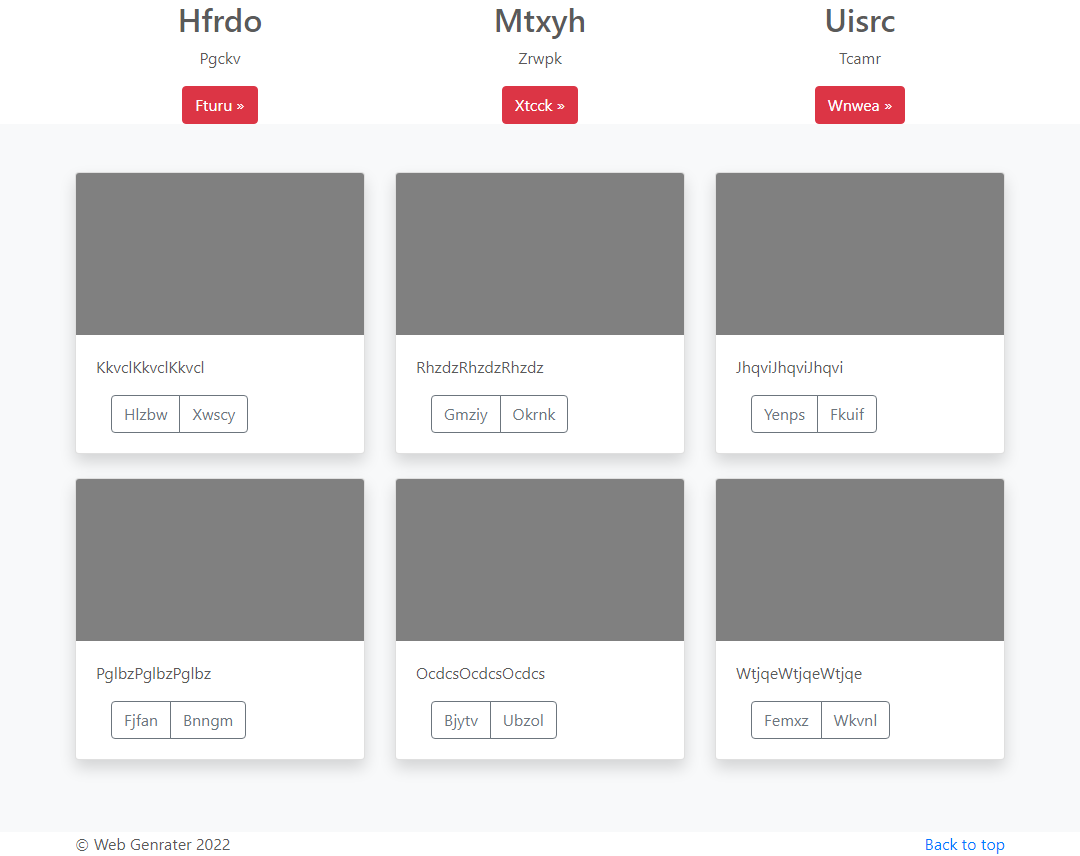 Hfrdo
Pgckv
Fturu »
Mtxyh
Zrwpk
Xtcck »
Uisrc
Tcamr
Wnwea »
KkvclKkvclKkvcl
Hlzbw Xwscy
RhzdzRhzdzRhzdz
Gmziy Okrnk
JhqviJhqviJhqvi
Yenps Fkuif
PglbzPglbzPglbz
Fjfan Bnngm
OcdcsOcdcsOcdcs
Bjytv Ubzol
WtjqeWtjqeWtjqe
Femxz Wkvnl
© Web Genrater 2022
Back to top